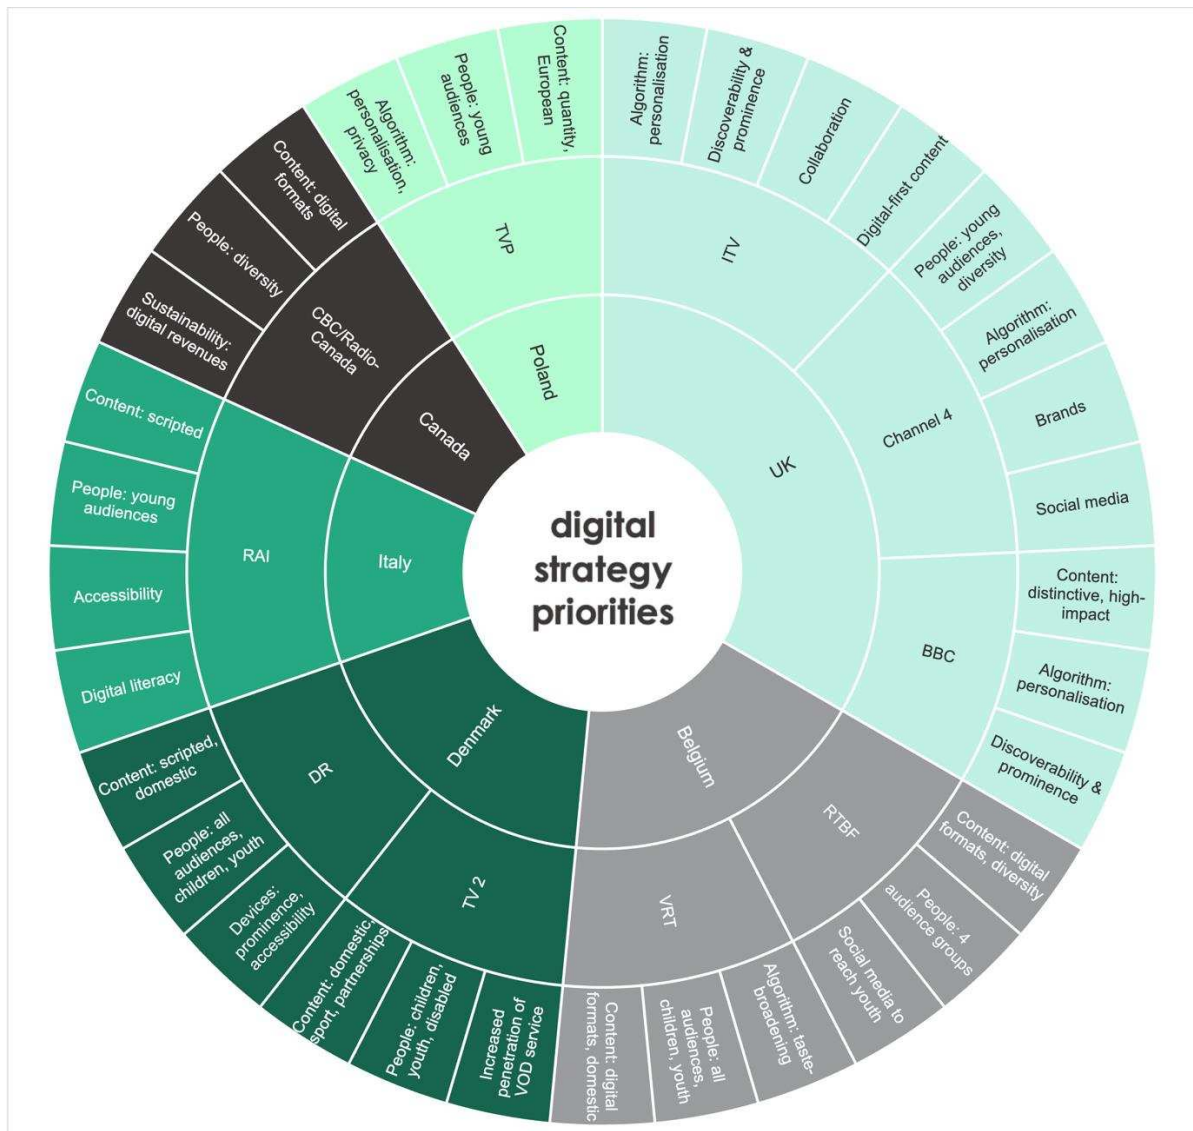 digital
strategy
priorities
UK
ITV
Algorithm:
personalisation
Discoverability &
prominence
Collaboration
Digital-first content
Channel 4
People: young
audiences,
diversity
Algorithm:
personalisation
Brands
Social media
BBC
Content:
distinctive, high-
impact
Algorithm:
personalisation
Discoverability &
prominence
Belgium
RTBF
Content: digital
formats, diversity
People: 4
audience groups
Social media to
reach youth
VRT
Algorithm: taste-
broadening
People: all
audiences,
children, youth
Content: digital
formats, domestic
Denmark
TV 2
Increased
penetration of
VOD service
People: children,
youth, disabled
Content: domestic,
sport, partnerships
DR
Devices:
prominence,
accessibility
People: all
audiences,
children, youth
Content: scripted,
domestic
Italy
RAI
Digital literacy
Accessibility
People: young
audiences
Content: scripted
Canada
CBC/Radio-
Canada
Sustainability:
digital revenues
People: diversity
Content: digital
formats
Poland
TVP
Algorithm:
personalisation,
privacy
People: young
audiences
Content: quantity,
European